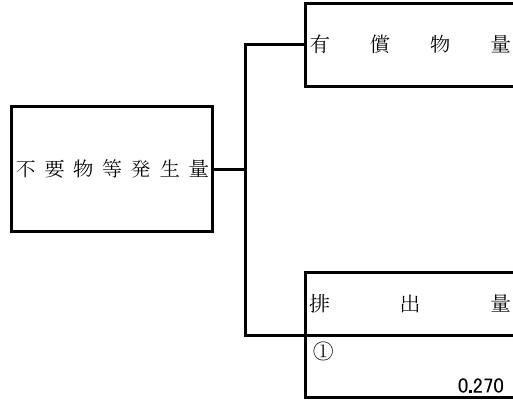 有償物量
不要物等発生量
排出量
①
0.270